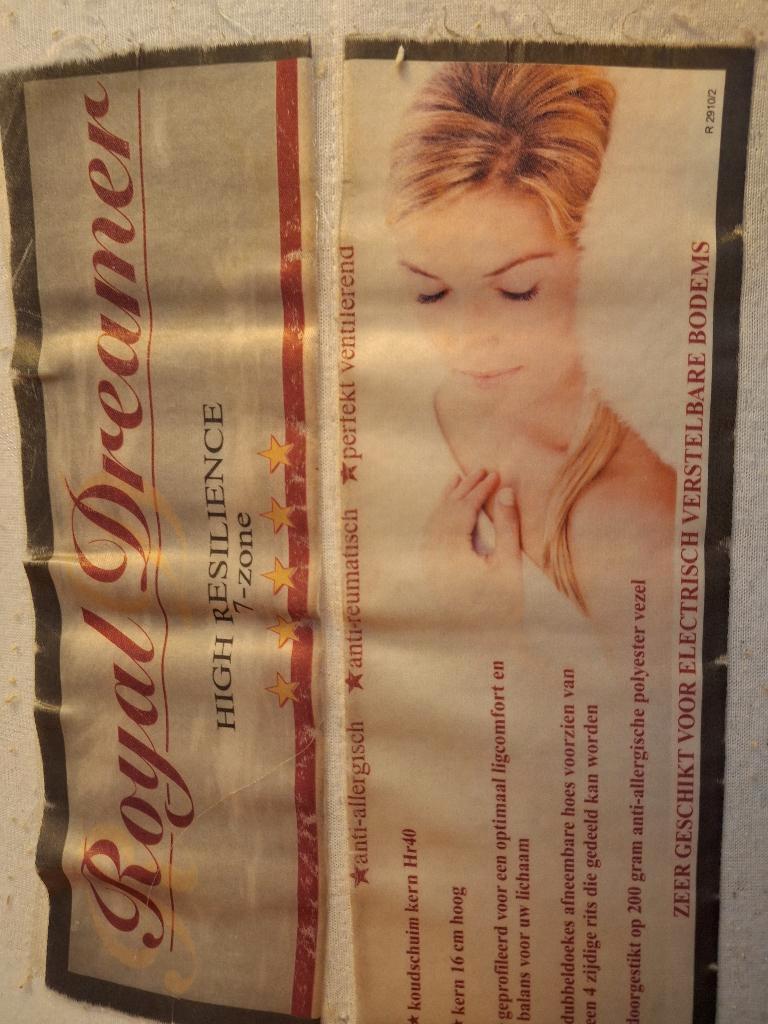 Royal Dreamer
HIGH RESILIENCE
7-zone
★anti-allergisch ★anti-reumatisch ★perfekt ventilerend
★ koudschuim kern Hr40
kern 16 cm hoog
geprofileerd voor een optimaal ligcomfort en
balans voor uw lichaam
dubbeldoekes afneembare hoes voorzien van
een 4 zijdige rits die gedeeld kan worden
doorgestikt op 200 gram anti-allergische polyester vezel
ZEER GESCHIKT VOOR ELECTRISCH VERSTELBARE BODEMS
R 2910/2